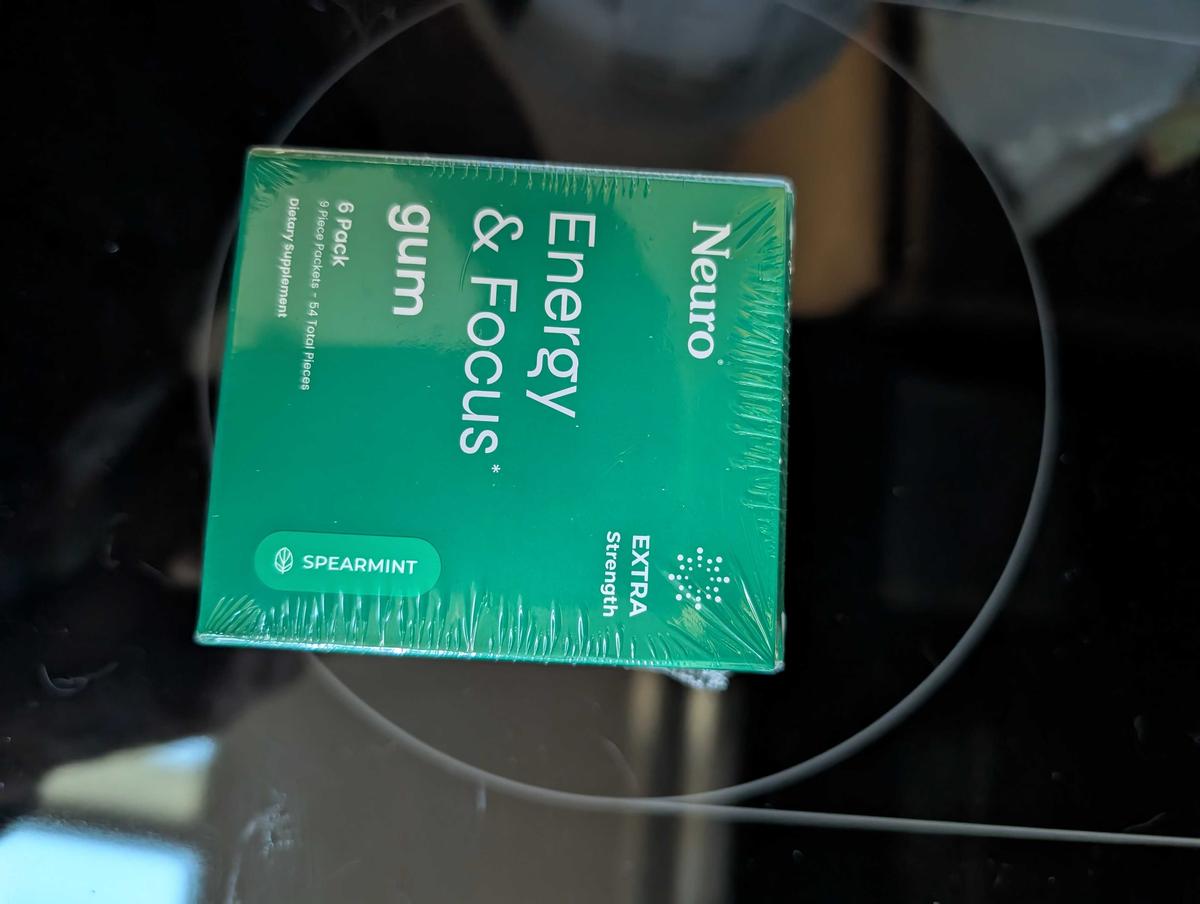 Neuro®
EXTRA
Strength
Energy
& Focus*
gum
6 Pack
9 Piece Packets - 54 Total Pieces
Dietary Supplement
SPEARMINT